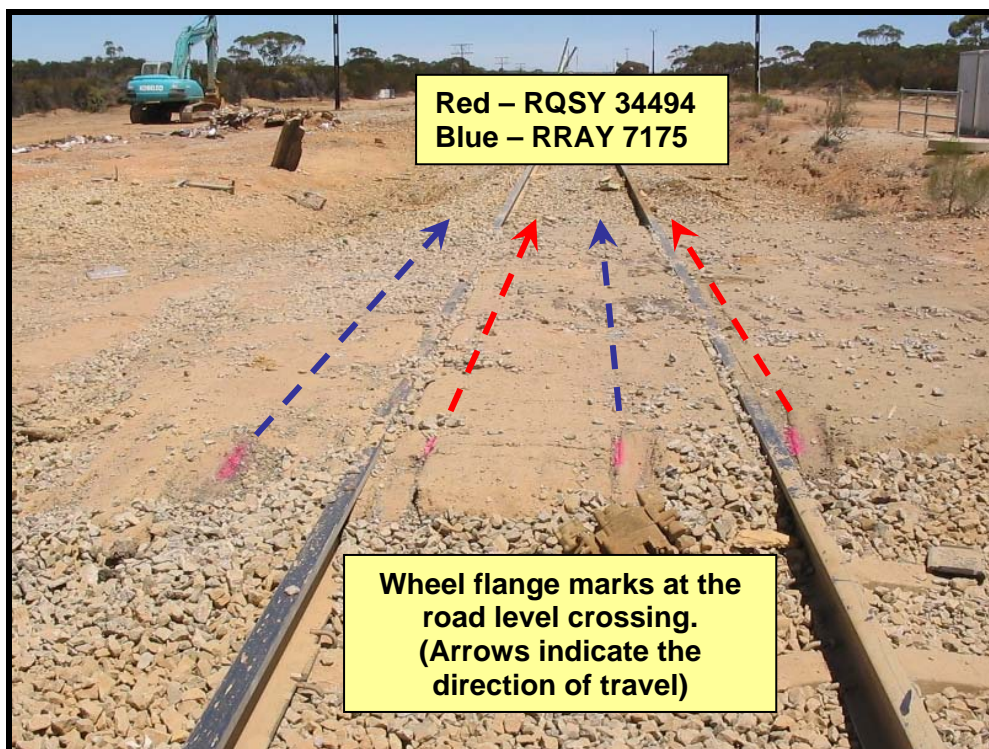 Red – RQSY 34494
Blue – RRAY 7175
Wheel flange marks at the
road level crossing.
(Arrows indicate the
direction of travel)